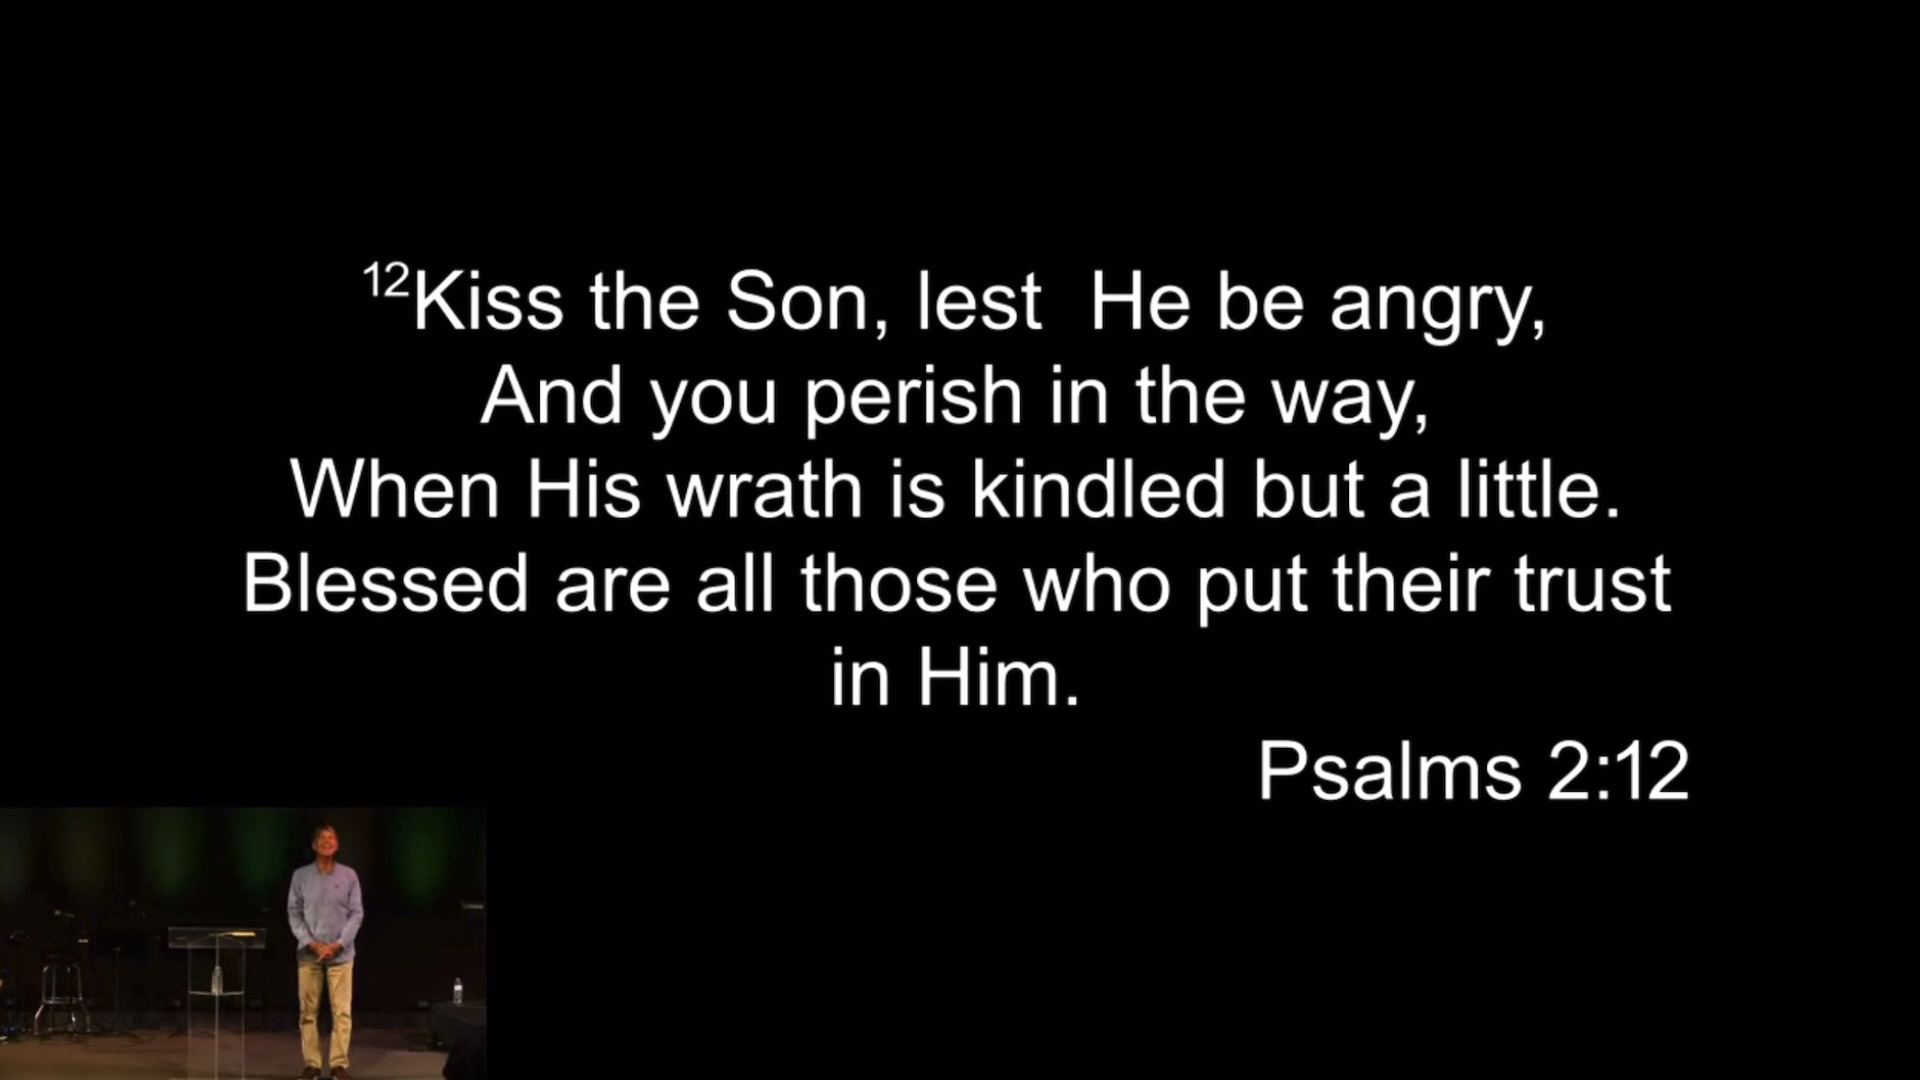 12Kiss the Son, lest  He be angry,
And you perish in the way,
When His wrath is kindled but a little.
Blessed are all those who put their trust
in Him.
Psalms 2:12